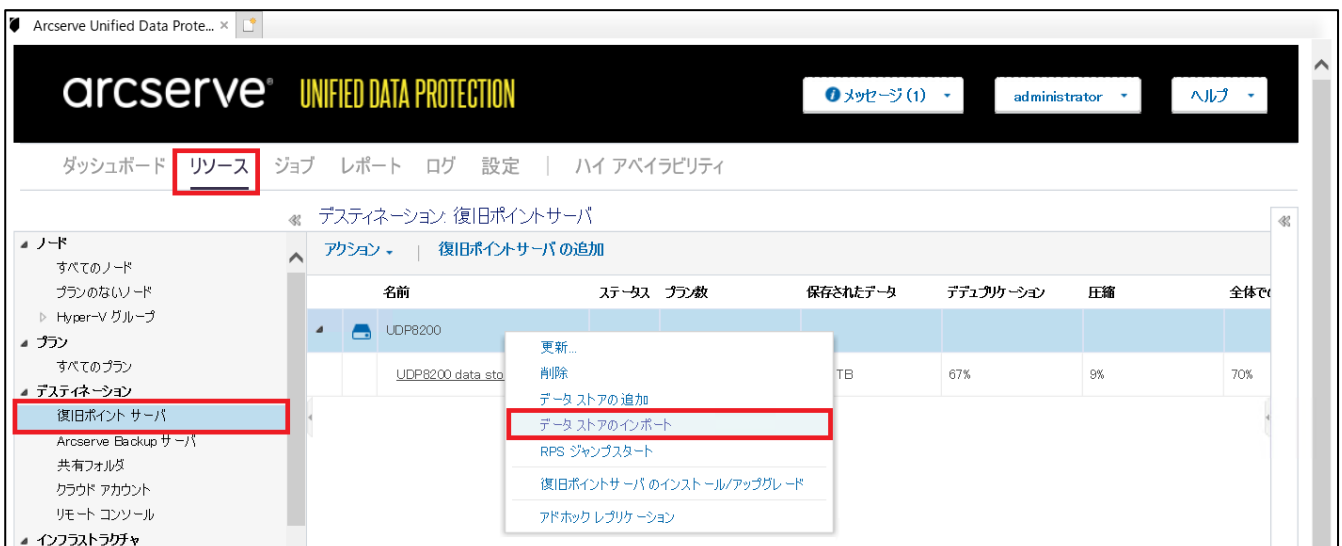 Arcserve Unified Data Prote... ×
arcserve® UNIFIED DATA PROTECTION
メッセージ (1)
administrator
ヘルプ
ダッシュボード リソース ジョブ レポート ログ 設定 | ハイ アベイラビリティ
デスティネーション: 復旧ポイントサーバ
アクション | 復旧ポイントサーバの追加
ノード
すべてのノード
プランのないノード
Hyper-V グループ
プラン
すべてのプラン
デスティネーション
復旧ポイント サーバ
Arcserve Backup サーバ
共有フォルダ
クラウド アカウント
リモート コンソール
インフラストラクチャ
名前 ステータス プラン数 保存されたデータ デデュプリケーション 圧縮 全体での
UDP8200
UDP8200 data sto
TB 67% 9% 70%
更新...
削除
データ ストアの追加
データ ストアのインポート
RPS ジャンプスタート
復旧ポイントサーバのインストール/アップグレード
アドホック レプリケーション